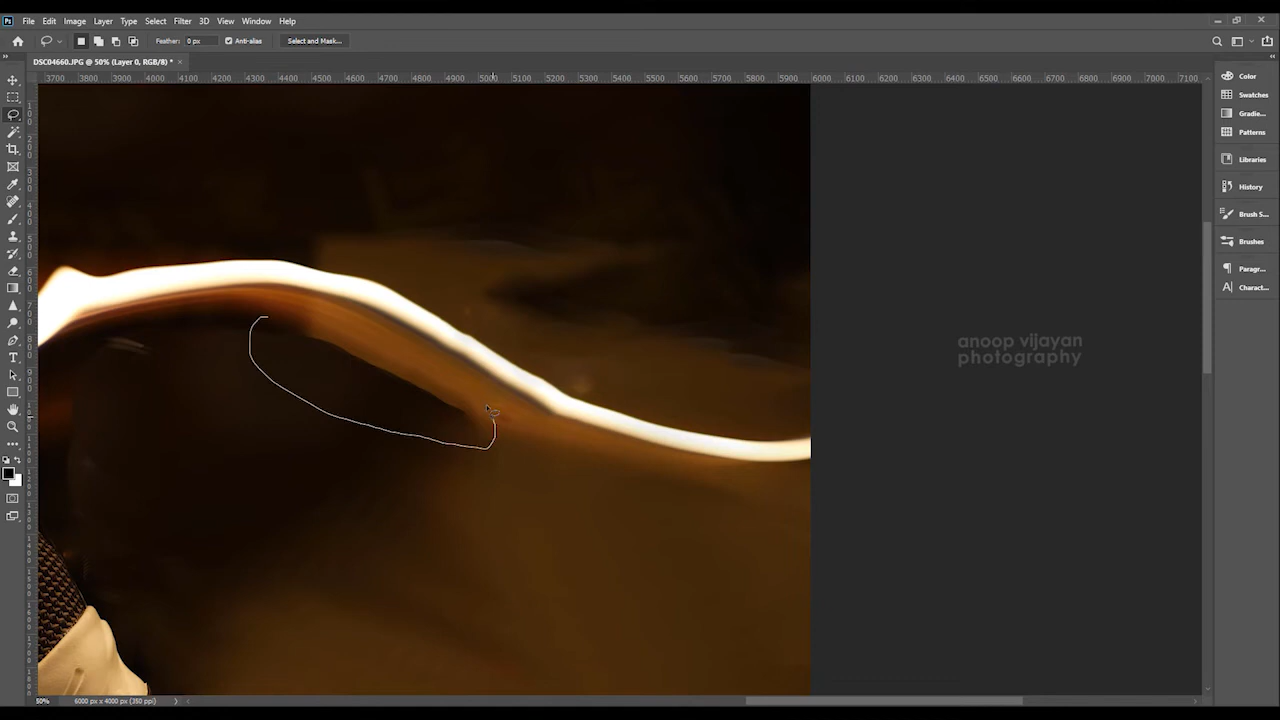 File Edit Image Layer Type Select Filter 3D View Window Help
Feather: 0 px Anti-alias Select and Mask...
DSC04660.JPG @ 50% (Layer 0, RGB/8) *
3700 3800 3900 4000 4100 4200 4300 4400 4500 4600 4700 4800 4900 5000 5100 5200 5300 5400 5500 5600 5700 5800 5900 6000 6100 6200 6300 6400 6500 6600 6700 6800 6900 7000 7100
Color
Swatches
Gradie...
Patterns
Libraries
History
Brush S...
Brushes
Paragr...
Charact...
anoop vijayan
photography
50% 6000 px x 4000 px (350 ppi)